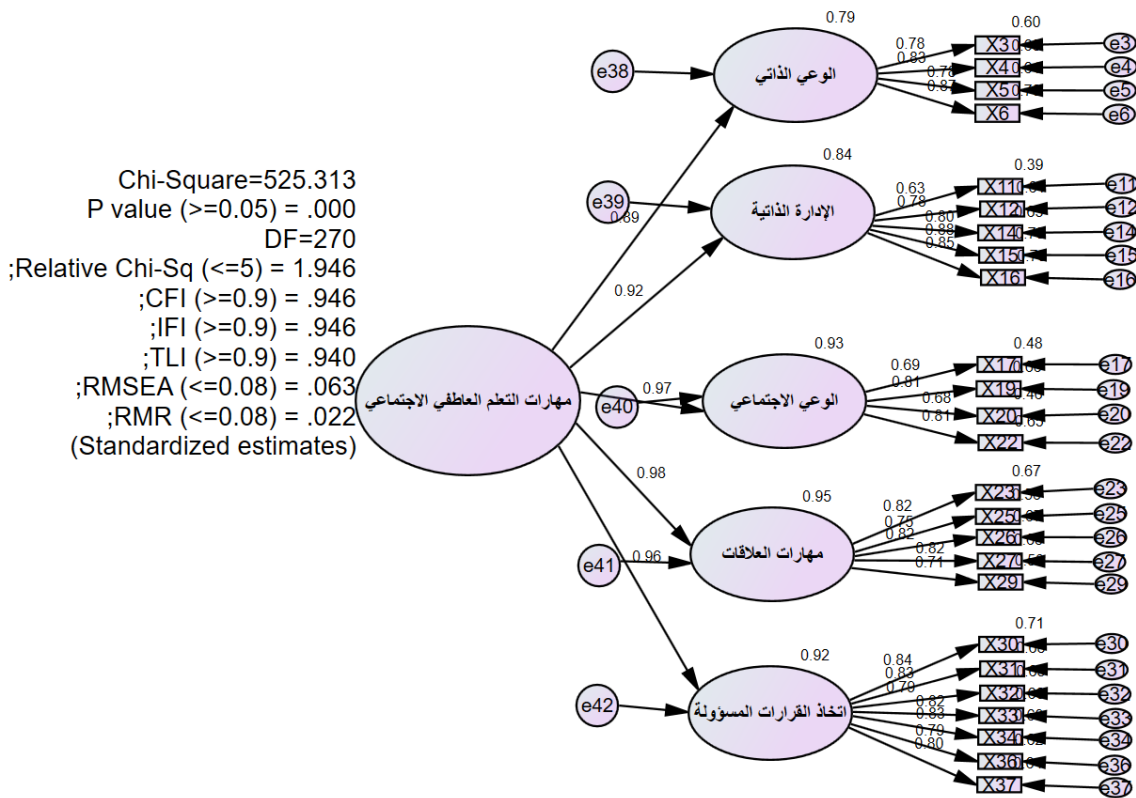 Chi-Square=525.313
P value (>=0.05) = .000
DF=270
;Relative Chi-Sq (<=5) = 1.946
;CFI (>=0.9) = .946
;IFI (>=0.9) = .946
;TLI (>=0.9) = .940
;RMSEA (<=0.08) = .063
;RMR (<=0.08) = .022
(Standardized estimates)
مهارات التعلم العاطفي الاجتماعي
0.89
0.92
0.97
0.98
0.96
e38
0.79
الوعي الذاتي
0.78
0.83
0.78
0.87
0.60
X3
e3
X4
e4
X5
e5
X6
e6
e39
0.84
الإدارة الذاتية
0.63
0.78
0.80
0.88
0.85
0.39
X11
e11
X12
e12
X14
e14
X15
e15
X16
e16
e40
0.93
الوعي الاجتماعي
0.69
0.81
0.68
0.81
0.48
X17
e17
X19
e19
X20
e20
0.65
X22
e22
e41
0.95
مهارات العلاقات
0.82
0.75
0.82
0.82
0.71
0.67
X23
e23
X25
e25
X26
e26
X27
e27
X29
e29
e42
0.92
اتخاذ القرارات المسؤولة
0.84
0.83
0.79
0.82
0.83
0.79
0.80
0.71
X30
e30
X31
e31
X32
e32
X33
e33
X34
e34
X36
e36
X37
e37